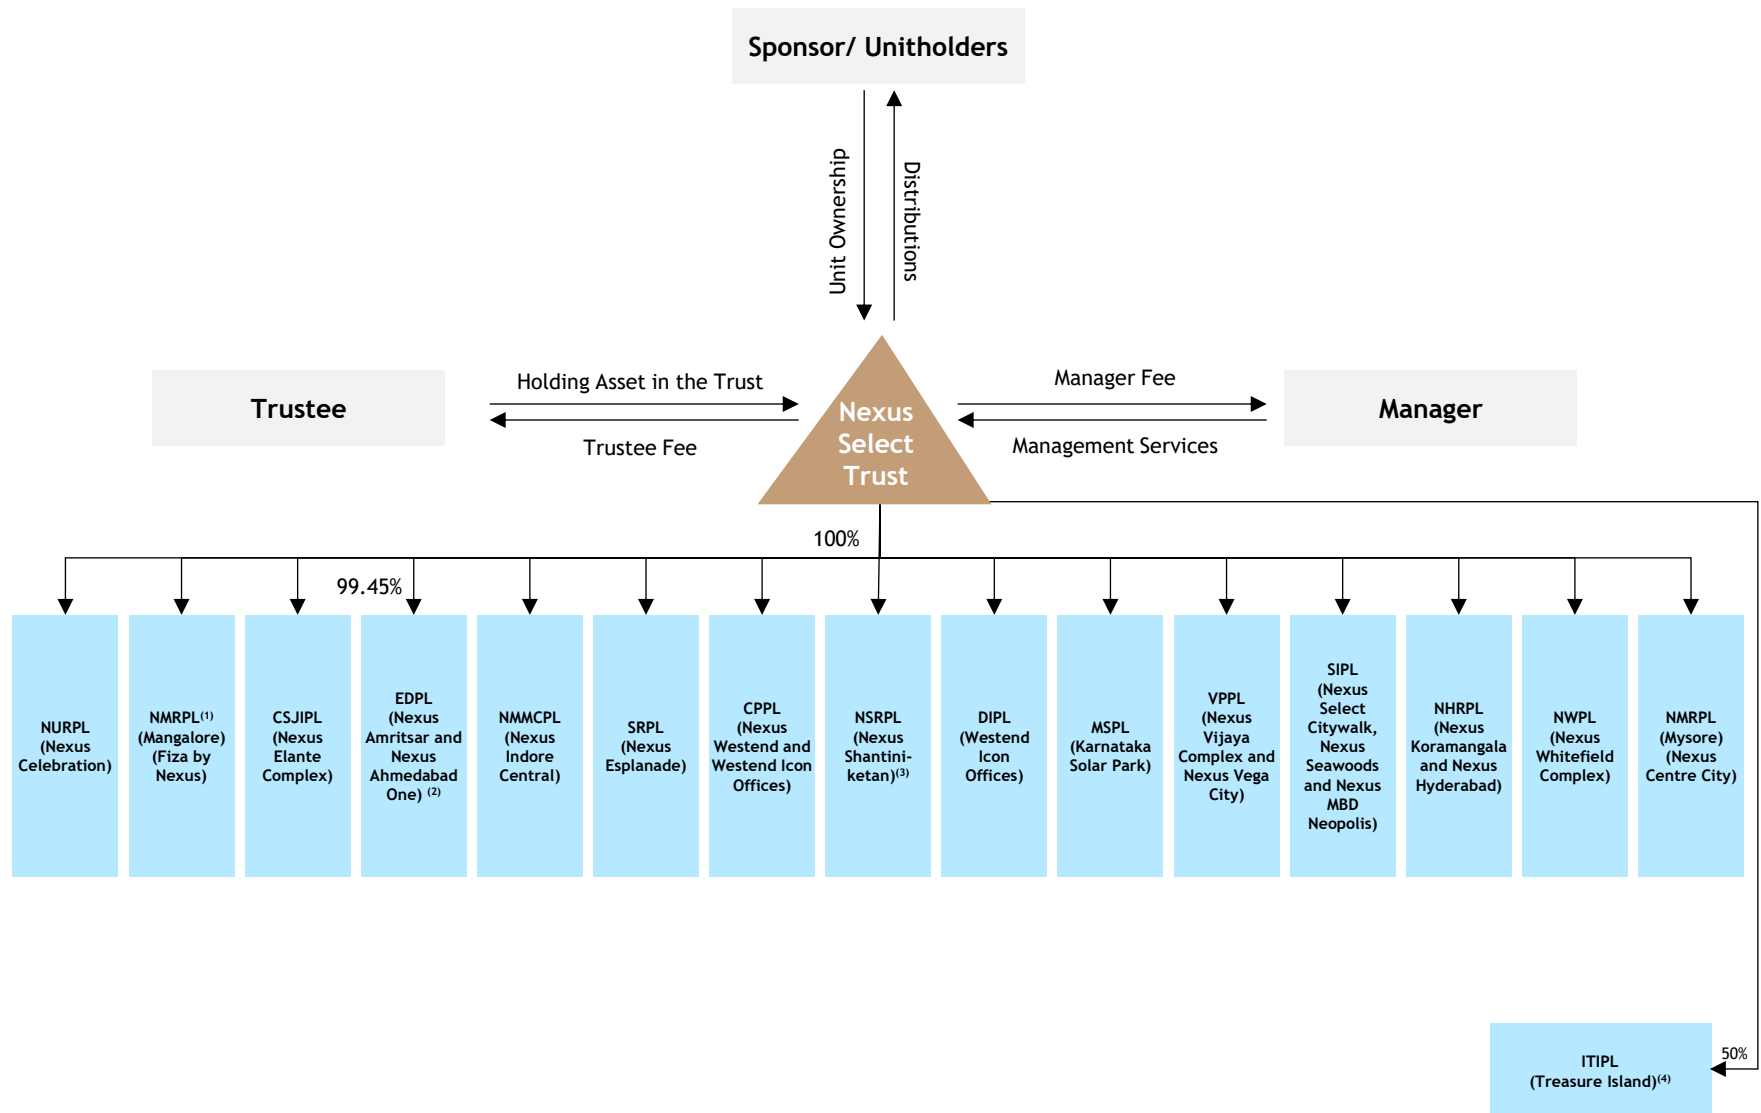 Sponsor/ Unitholders
Unit Ownership
Distributions
Trustee
Holding Asset in the Trust
Trustee Fee
Nexus
Select
Trust
Manager Fee
Management Services
Manager
100%
99.45%
NURPL
(Nexus
Celebration)
NMRPL(1)
(Mangalore)
(Fiza by
Nexus)
CSJIPL
(Nexus
Elante
Complex)
EDPL
(Nexus
Amritsar and
Nexus
Ahmedabad
One) (2)
NMMCPL
(Nexus
Indore
Central)
SRPL
(Nexus
Esplanade)
CPPL
(Nexus
Westend and
Westend Icon
Offices)
NSRPL
(Nexus
Shantini-
ketan)(3)
DIPL
(Westend
Icon
Offices)
MSPL
(Karnataka
Solar Park)
VPPL
(Nexus
Vijaya
Complex and
Nexus Vega
City)
SIPL
(Nexus
Select
Citywalk,
Nexus
Seawoods
and Nexus
MBD
Neopolis)
NHRPL
(Nexus
Koramangala
and Nexus
Hyderabad)
NWPL
(Nexus
Whitefield
Complex)
NMRPL
(Mysore)
(Nexus
Centre City)
ITIPL
(Treasure Island)(4)
50%